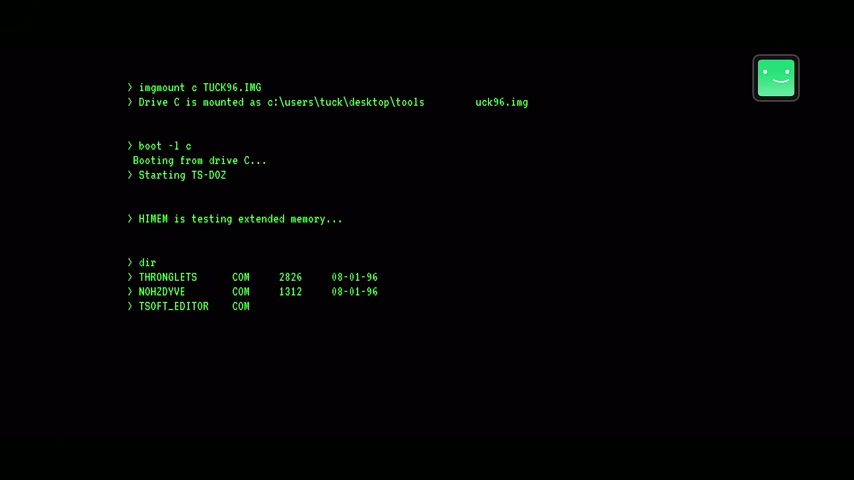 > imgmount c TUCK96.IMG
> Drive C is mounted as c:\users\tuck\desktop\tools uck96.img
> boot -l c
Booting from drive C...
> Starting TS-DOZ
> HIMEM is testing extended memory...
> dir
> THRONGLETS COM 2826 08-01-96
> NOHZDYVE COM 1312 08-01-96
> TSOFT_EDITOR COM